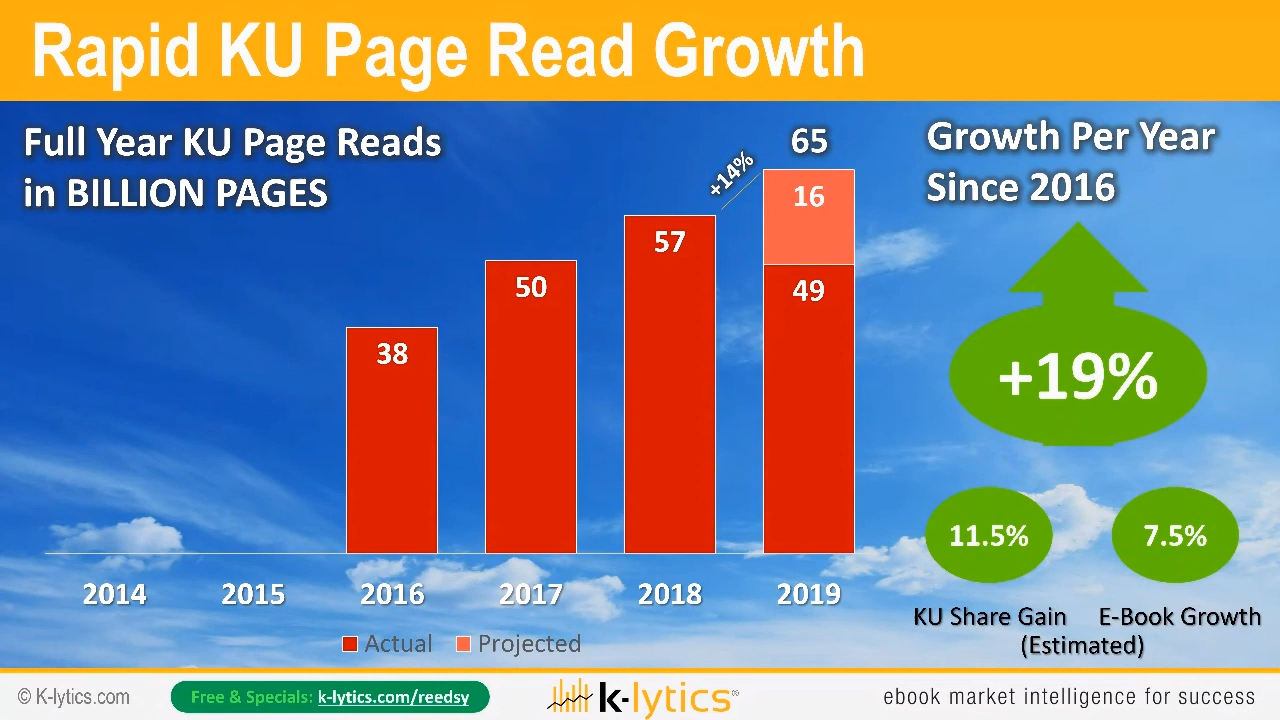 Rapid KU Page Read Growth
Full Year KU Page Reads
in BILLION PAGES
38
50
57
+14%
65
16
49
2014 2015 2016 2017 2018 2019
Actual Projected
Growth Per Year
Since 2016
+19%
11.5% 7.5%
KU Share Gain E-Book Growth
(Estimated)
© K-lytics.com
Free & Specials: k-lytics.com/reedsy
k-lytics®
ebook market intelligence for success